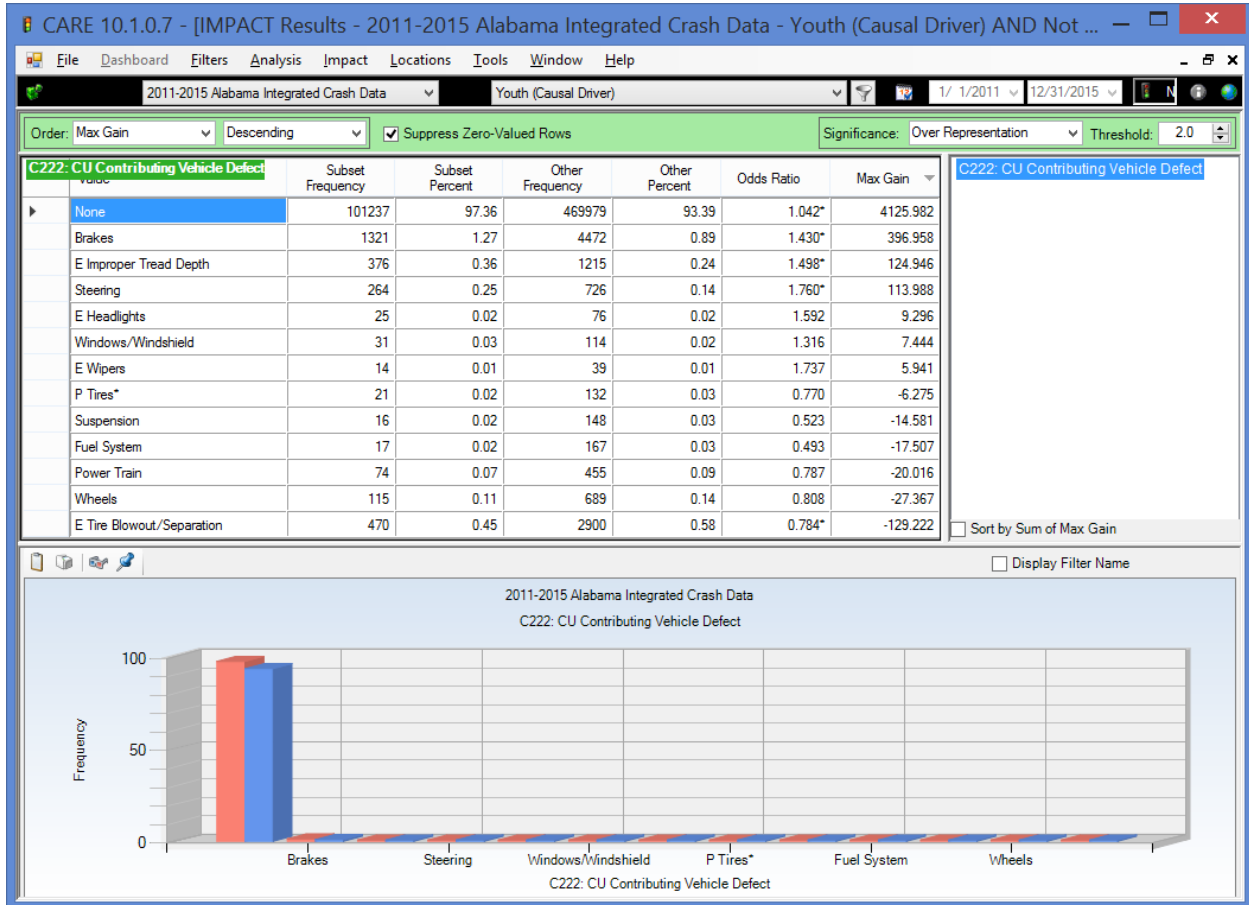 CARE 10.1.0.7 - [IMPACT Results - 2011-2015 Alabama Integrated Crash Data - Youth (Causal Driver) AND Not ...
File Dashboard Filters Analysis Impact Locations Tools Window Help
2011-2015 Alabama Integrated Crash Data Youth (Causal Driver) 1/ 1/2011 12/31/2015 N
Order: Max Gain Descending Suppress Zero-Valued Rows Significance: Over Representation Threshold: 2.0
C222: CU Contributing Vehicle Defect Subset Frequency Subset Percent Other Frequency Other Percent Odds Ratio Max Gain
None 101237 97.36 469979 93.39 1.042* 4125.982
Brakes 1321 1.27 4472 0.89 1.430* 396.958
E Improper Tread Depth 376 0.36 1215 0.24 1.498* 124.946
Steering 264 0.25 726 0.14 1.760* 113.988
E Headlights 25 0.02 76 0.02 1.592 9.296
Windows/Windshield 31 0.03 114 0.02 1.316 7.444
E Wipers 14 0.01 39 0.01 1.737 5.941
P Tires* 21 0.02 132 0.03 0.770 -6.275
Suspension 16 0.02 148 0.03 0.523 -14.581
Fuel System 17 0.02 167 0.03 0.493 -17.507
Power Train 74 0.07 455 0.09 0.787 -20.016
Wheels 115 0.11 689 0.14 0.808 -27.367
E Tire Blowout/Separation 470 0.45 2900 0.58 0.784* -129.222
C222: CU Contributing Vehicle Defect
Sort by Sum of Max Gain
Display Filter Name
2011-2015 Alabama Integrated Crash Data
C222: CU Contributing Vehicle Defect
Frequency
100
50
0
Brakes Steering Windows/Windshield P Tires* Fuel System Wheels
C222: CU Contributing Vehicle Defect